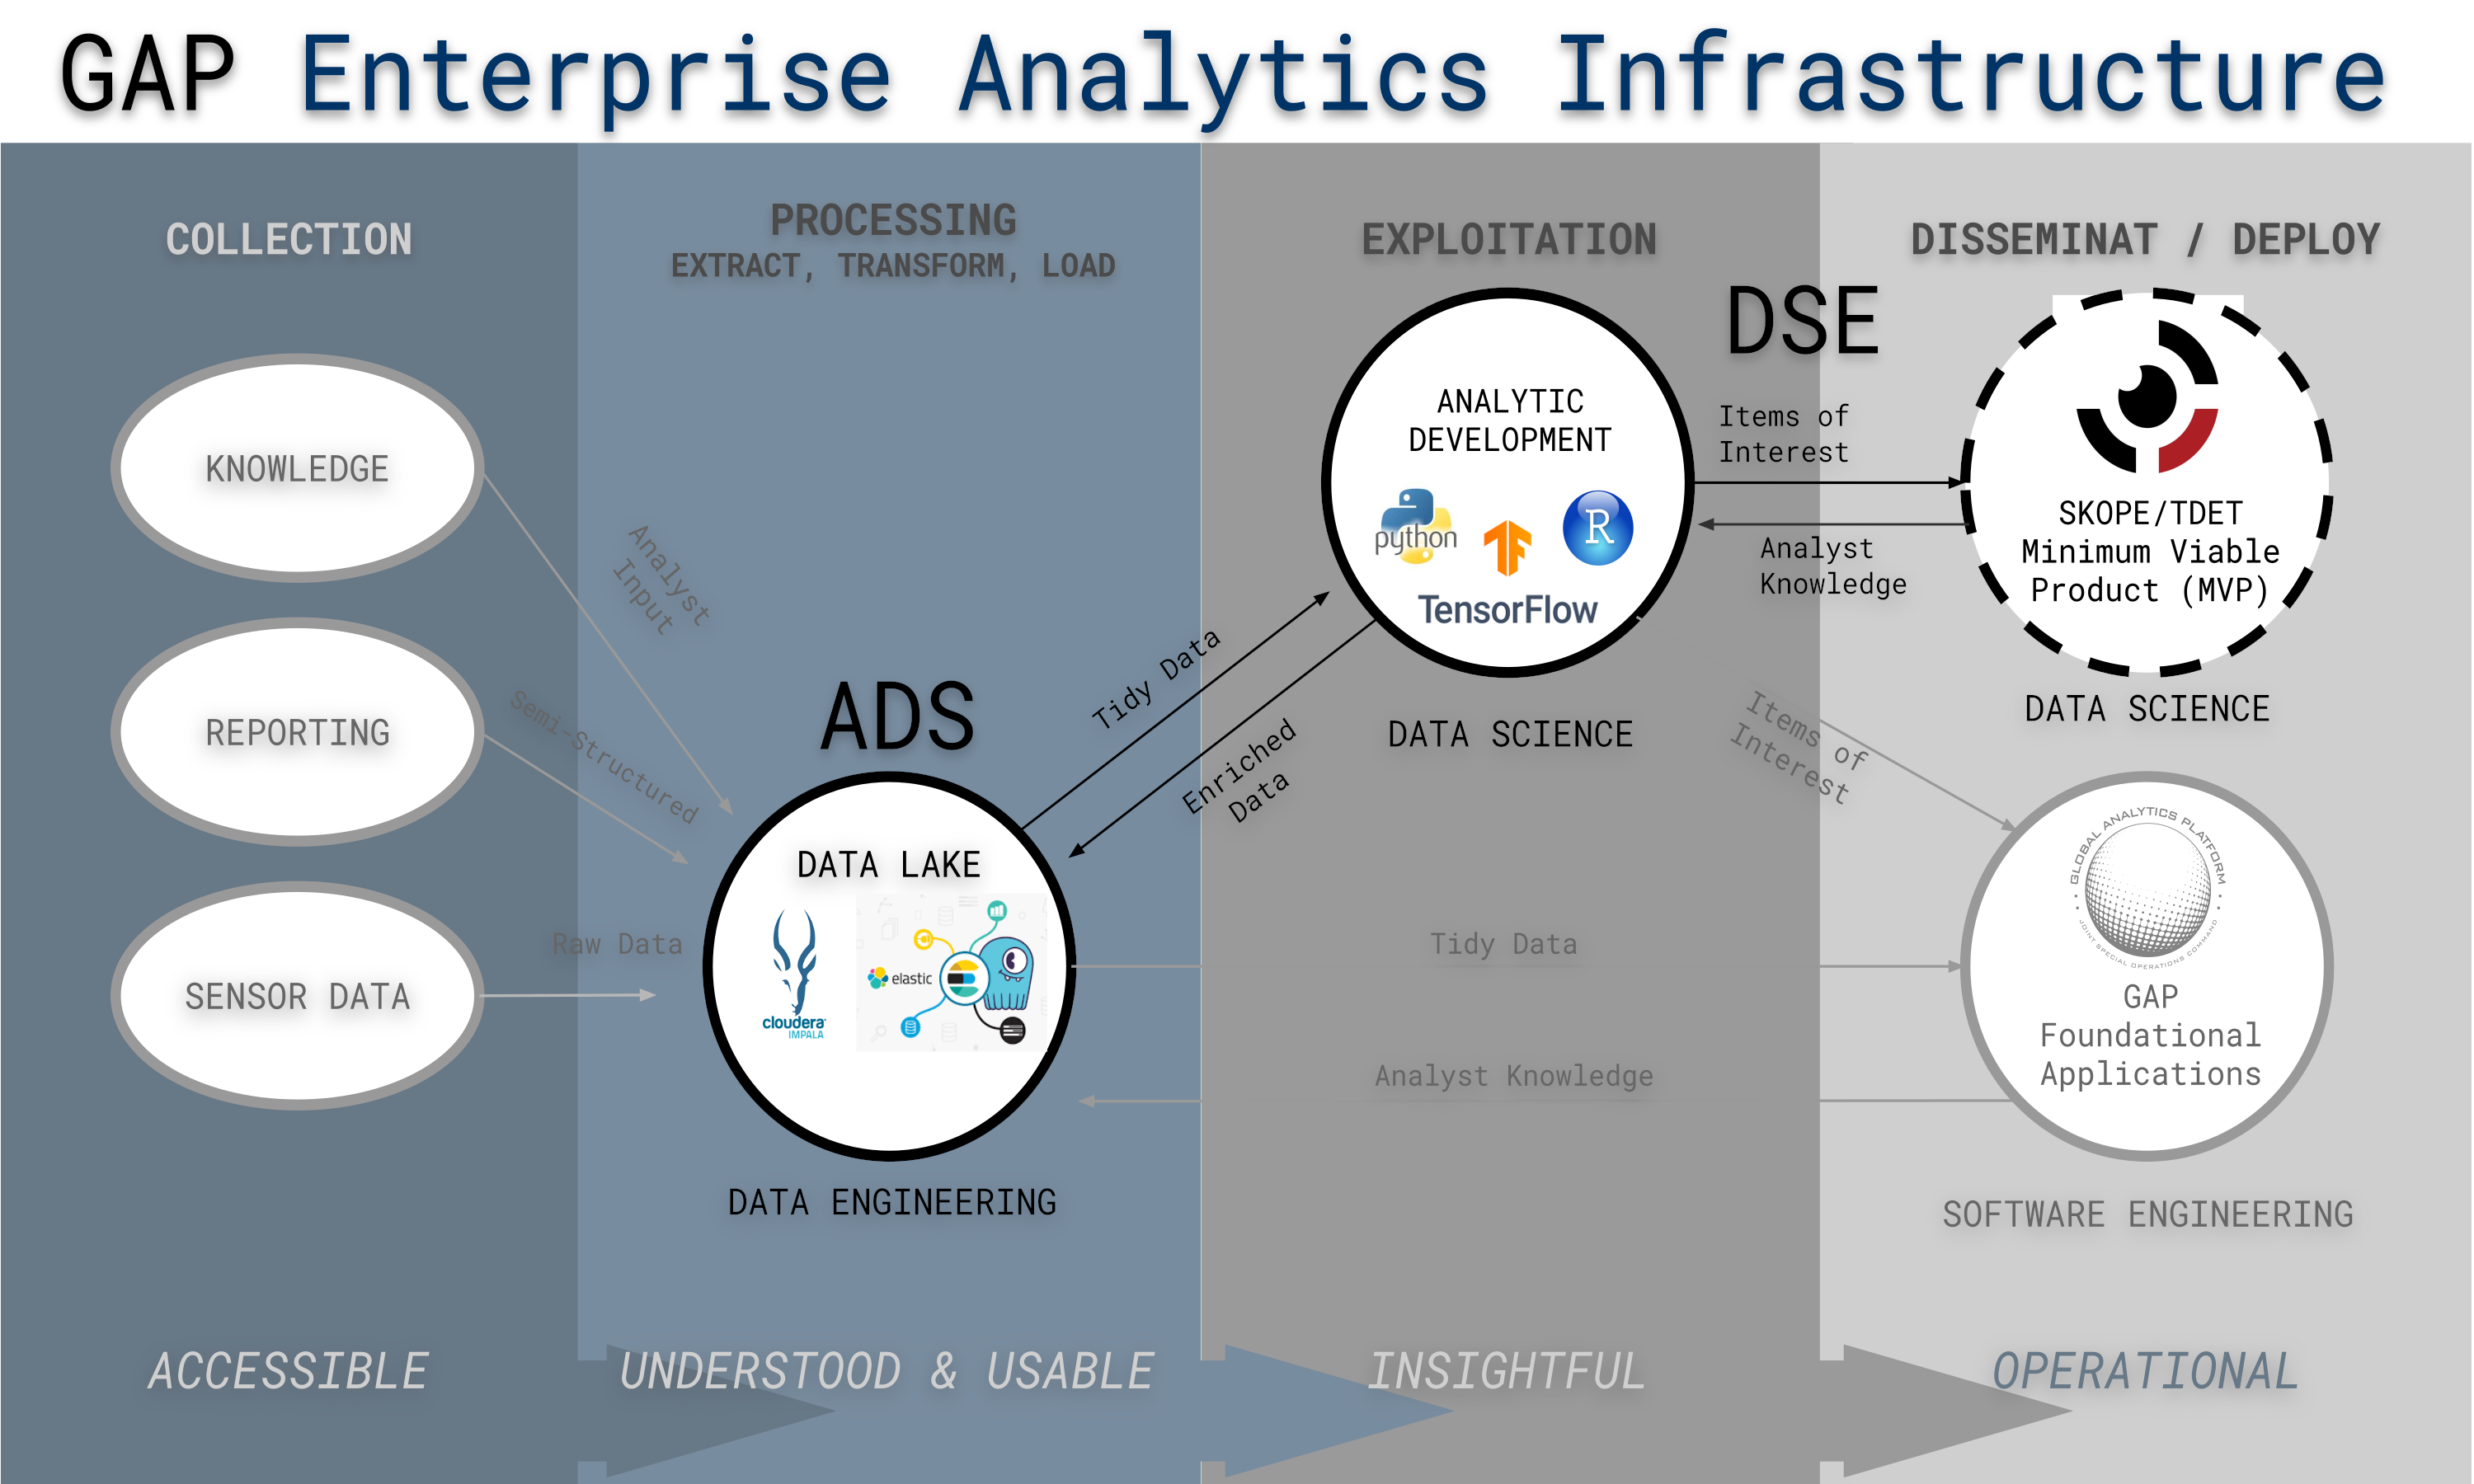 GAP Enterprise Analytics Infrastructure
COLLECTION
PROCESSING
EXTRACT, TRANSFORM, LOAD
EXPLOITATION
DISSEMINAT / DEPLOY
KNOWLEDGE
REPORTING
SENSOR DATA
Analyst
Input
Semi-Structured
Raw Data
ADS
DATA LAKE
cloudera
IMPALA
elastic
DATA ENGINEERING
Tidy Data
Enriched
Data
DSE
ANALYTIC
DEVELOPMENT
python
R
TensorFlow
DATA SCIENCE
Items of
Interest
Analyst
Knowledge
SKOPE/TDET
Minimum Viable
Product (MVP)
DATA SCIENCE
Items of
Interest
Tidy Data
Analyst Knowledge
GLOBAL ANALYTICS PLATFORM
JOINT SPECIAL OPERATIONS COMMAND
GAP
Foundational
Applications
SOFTWARE ENGINEERING
ACCESSIBLE
UNDERSTOOD & USABLE
INSIGHTFUL
OPERATIONAL